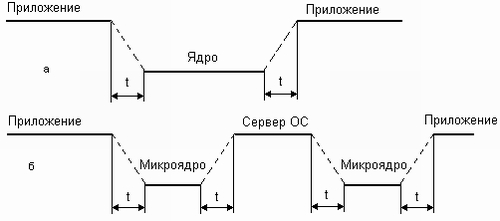 Приложение Приложение
Ядро
а
t t
Приложение Сервер ОС Приложение
б Микроядро Микроядро
t t t t